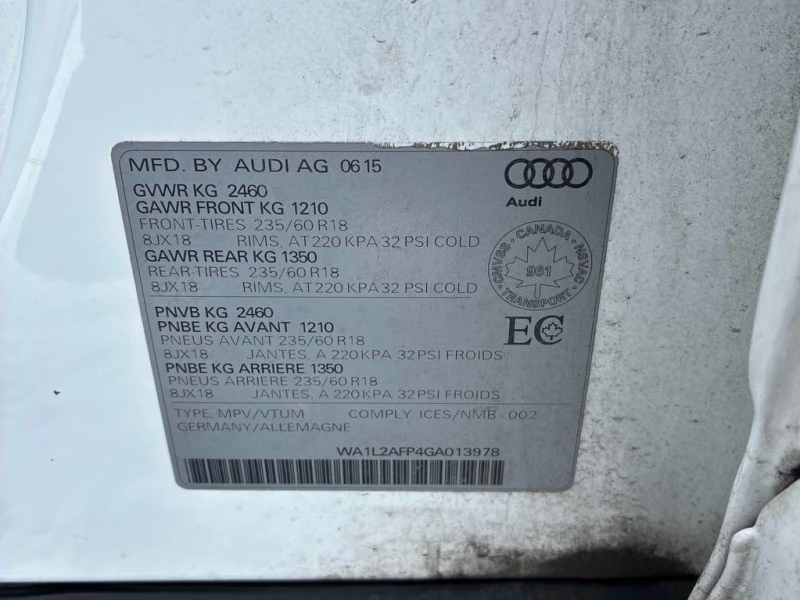 MFD. BY AUDI AG 0615
Audi
GVWR KG 2460
GAWR FRONT KG 1210
FRONT-TIRES 235/60 R18
8JX18 RIMS, AT 220 KPA 32 PSI COLD
GAWR REAR KG 1350
REAR-TIRES 235/60 R18
8JX18 RIMS, AT 220 KPA 32 PSI COLD
CANADA
CMVSS
NSVAC
961
TRANSPORT
PNVB KG 2460
PNBE KG AVANT 1210
PNEUS AVANT 235/60 R18
8JX18 JANTES, A 220 KPA 32 PSI FROIDS
PNBE KG ARRIERE 1350
PNEUS ARRIERE 235/60 R18
8JX18 JANTES, A 220 KPA 32 PSI FROIDS
EC
TYPE: MPV/VTUM COMPLY ICES/NMB - 002
GERMANY/ALLEMAGNE
WA1L2AFP4GA013978